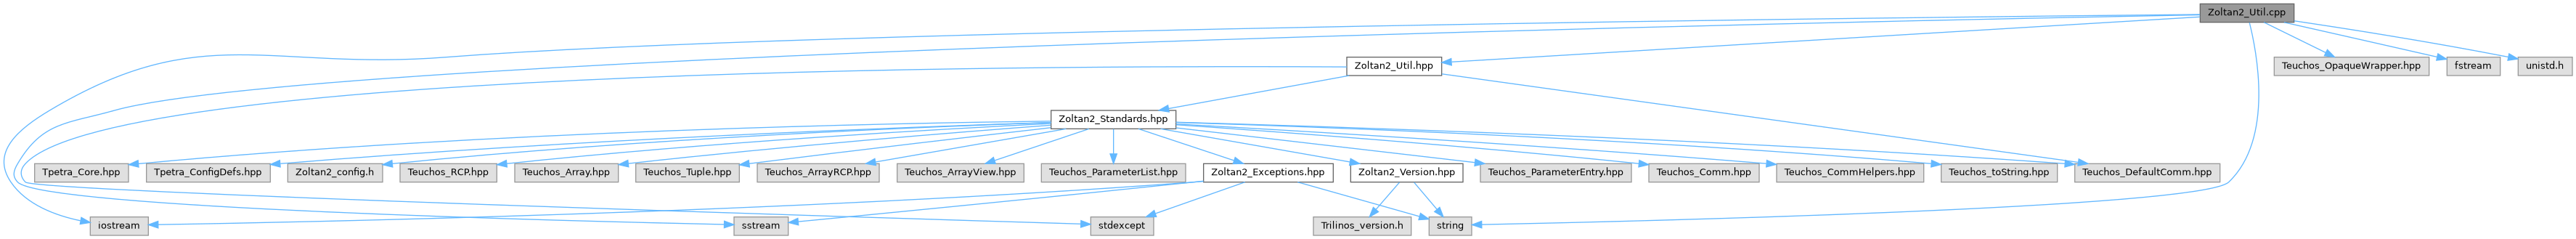 Zoltan2_Util.cpp
Zoltan2_Util.hpp
Teuchos_OpaqueWrapper.hpp
fstream
unistd.h
Zoltan2_Standards.hpp
Tpetra_Core.hpp
Tpetra_ConfigDefs.hpp
Zoltan2_config.h
Teuchos_RCP.hpp
Teuchos_Array.hpp
Teuchos_Tuple.hpp
Teuchos_ArrayRCP.hpp
Teuchos_ArrayView.hpp
Teuchos_ParameterList.hpp
Zoltan2_Exceptions.hpp
Zoltan2_Version.hpp
Teuchos_ParameterEntry.hpp
Teuchos_Comm.hpp
Teuchos_CommHelpers.hpp
Teuchos_toString.hpp
Teuchos_DefaultComm.hpp
iostream
sstream
stdexcept
Trilinos_version.h
string